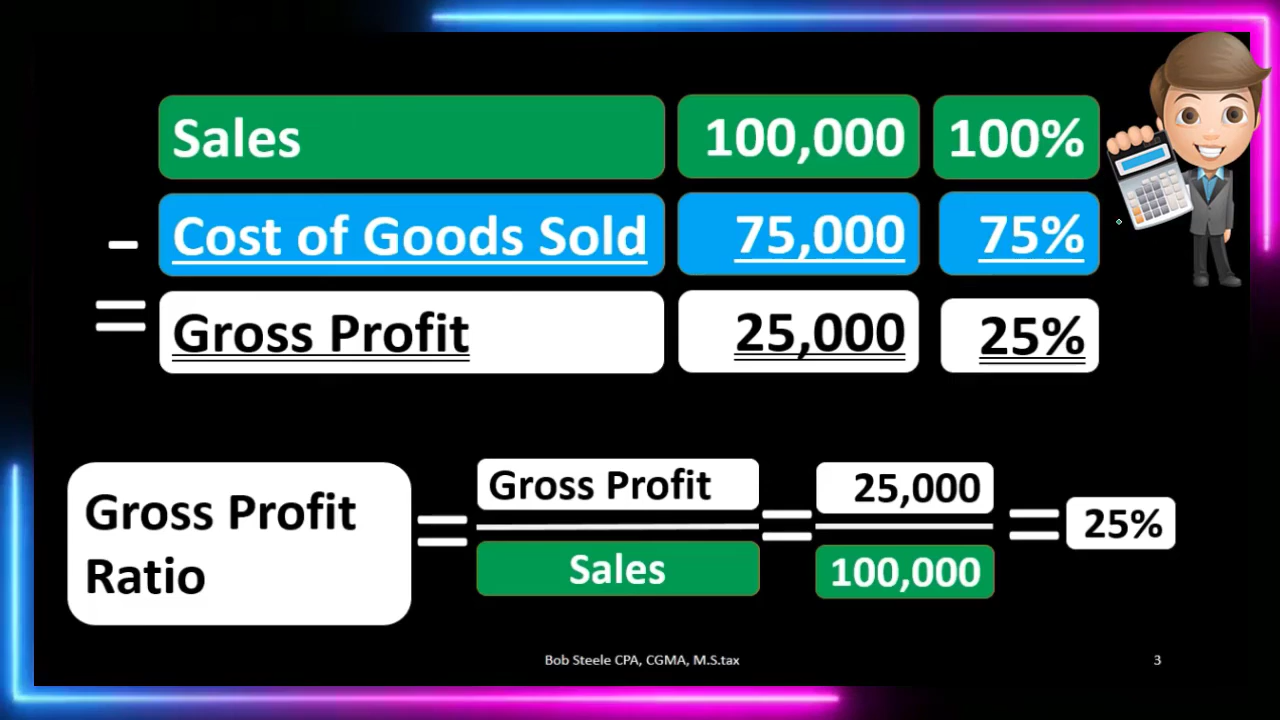 Sales 100,000 100%
- Cost of Goods Sold 75,000 75%
= Gross Profit 25,000 25%
Gross Profit
Ratio
= Gross Profit / Sales = 25,000 / 100,000 = 25%
Bob Steele CPA, CGMA, M.S.tax 3